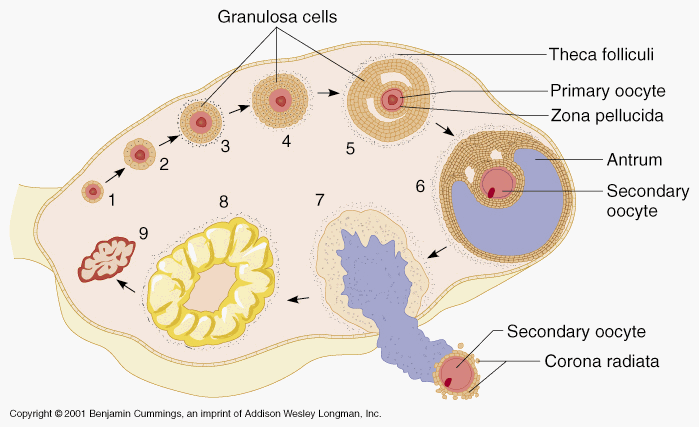 Granulosa cells
Theca folliculi
Primary oocyte
Zona pellucida
Antrum
Secondary
oocyte
1
2
3
4
5
6
7
8
9
Secondary oocyte
Corona radiata
Copyright © 2001 Benjamin Cummings, an imprint of Addison Wesley Longman, Inc.